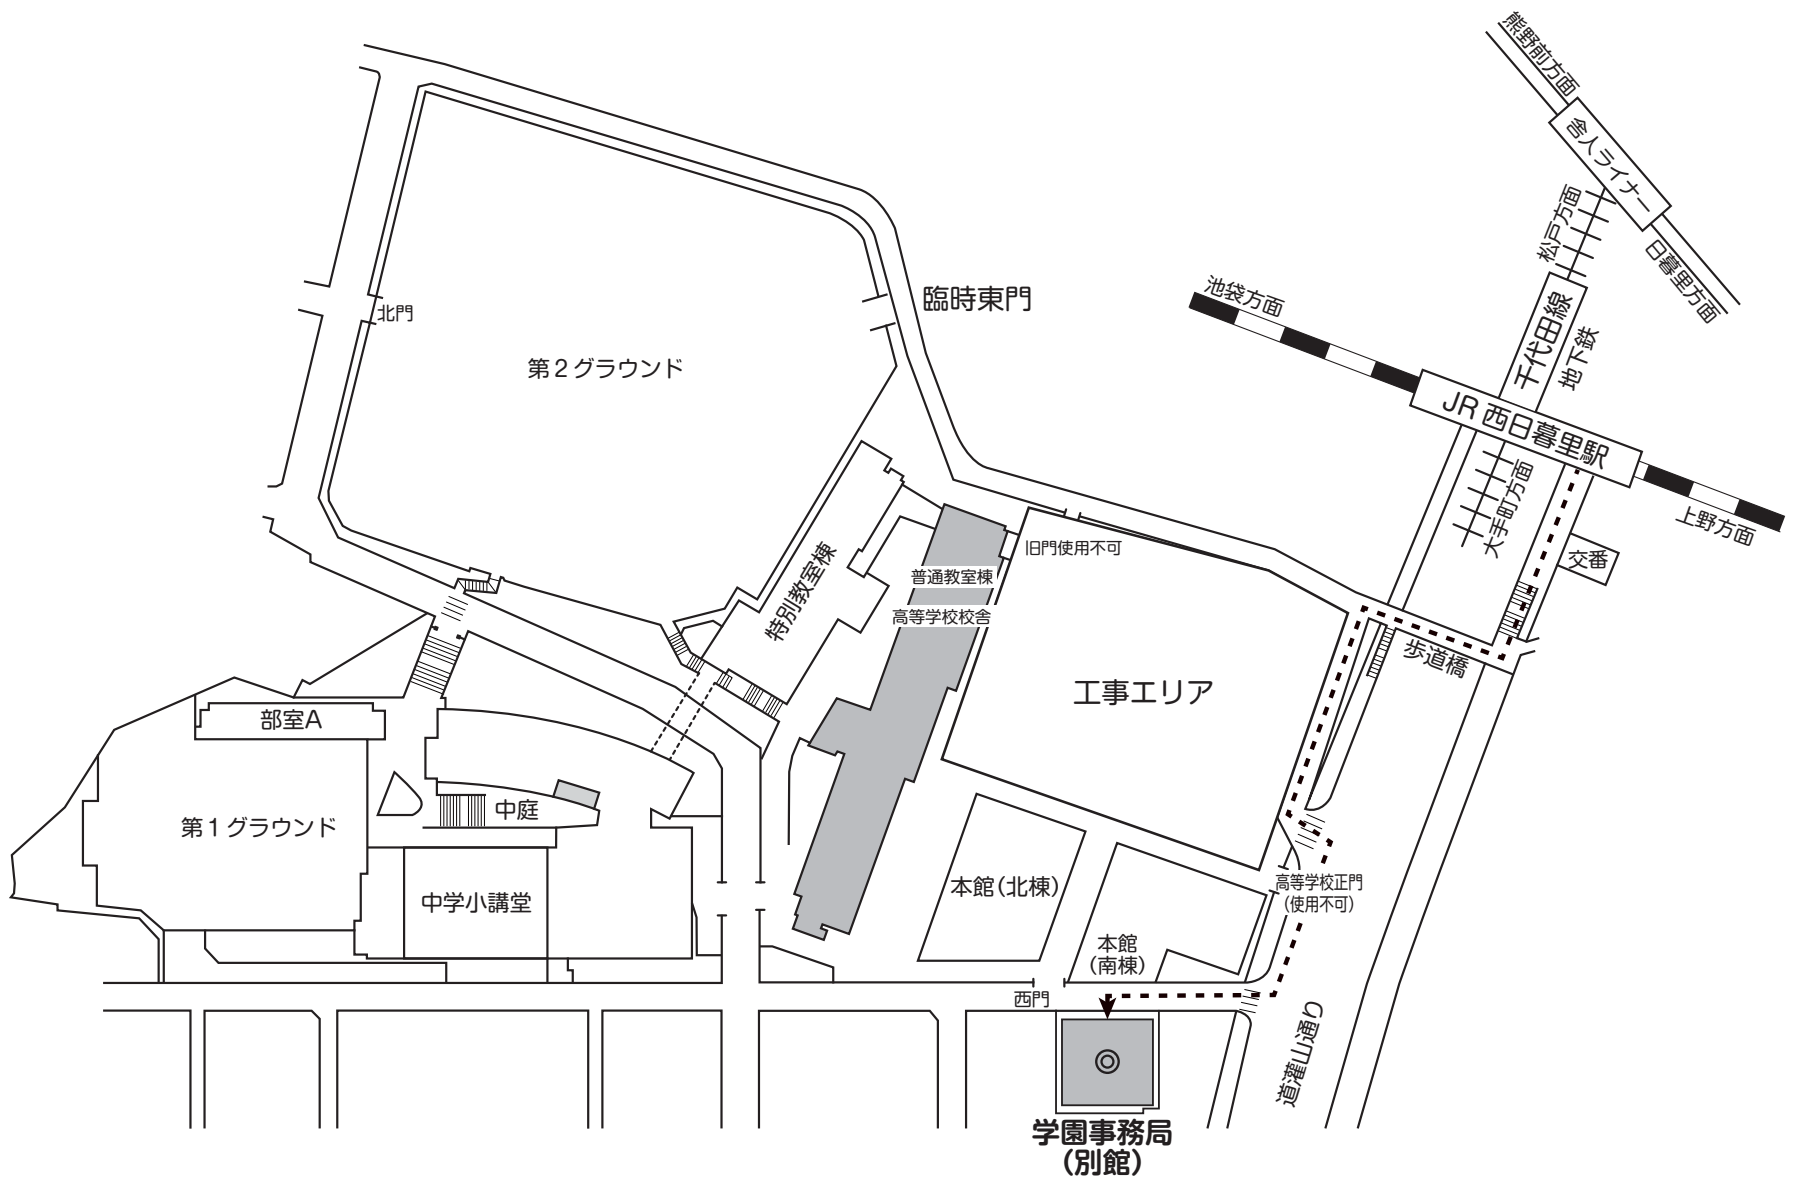 熊野前方面
舎人ライナー
日暮里方面
松戸方面
千代田線
地下鉄
池袋方面
JR 西日暮里駅
上野方面
大手町方面
交番
歩道橋
臨時東門
北門
第2グラウンド
旧門使用不可
普通教室棟
高等学校校舎
特別教室棟
工事エリア
部室A
中庭
第1グラウンド
中学小講堂
本館(北棟)
高等学校正門
(使用不可)
本館
(南棟)
西門
道灌山通り
学園事務局
(別館)